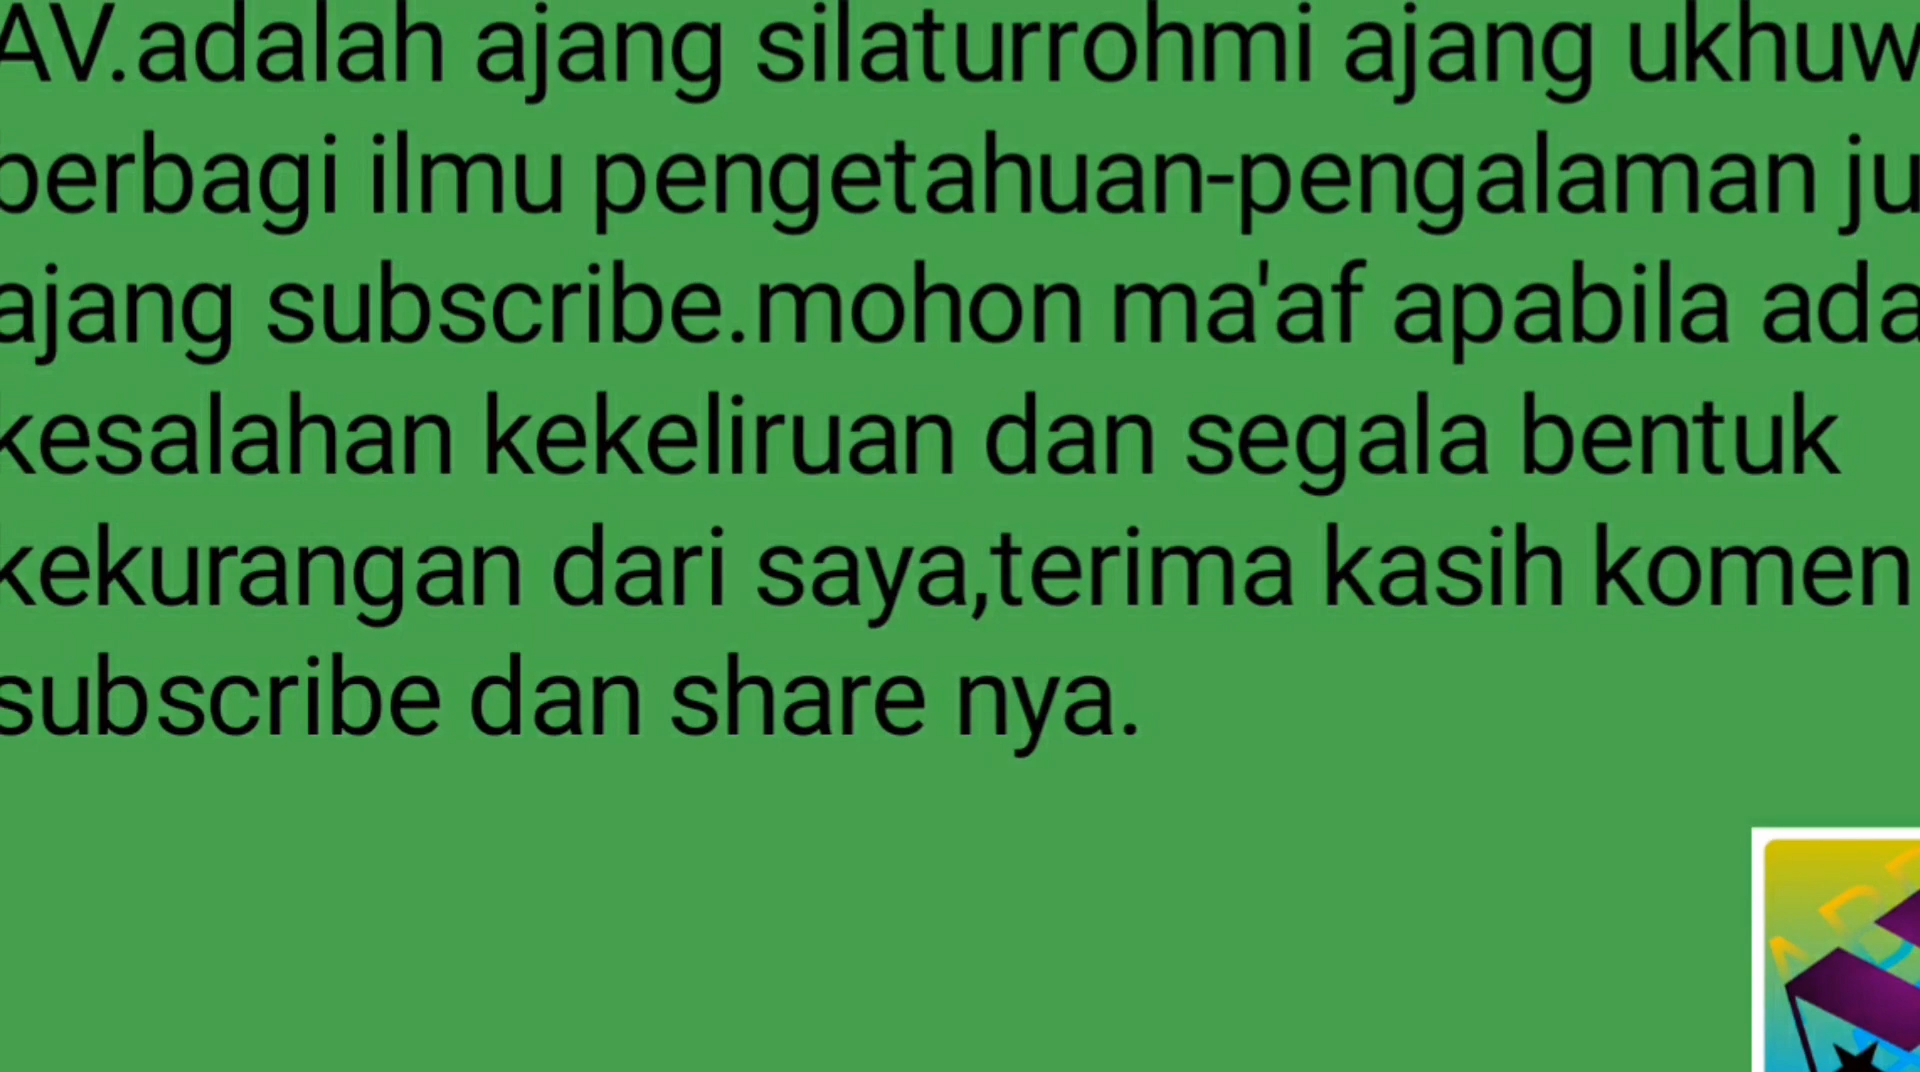 AV.adalah ajang silaturrohmi ajang ukhuw
berbagi ilmu pengetahuan-pengalaman ju
ajang subscribe.mohon ma'af apabila ada
kesalahan kekeliruan dan segala bentuk
kekurangan dari saya,terima kasih komen
subscribe dan share nya.